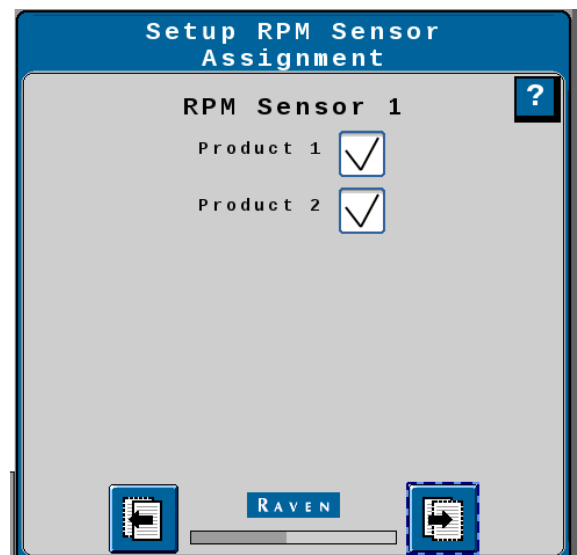 Setup RPM Sensor
Assignment
?
RPM Sensor 1
Product 1
Product 2
RAVEN